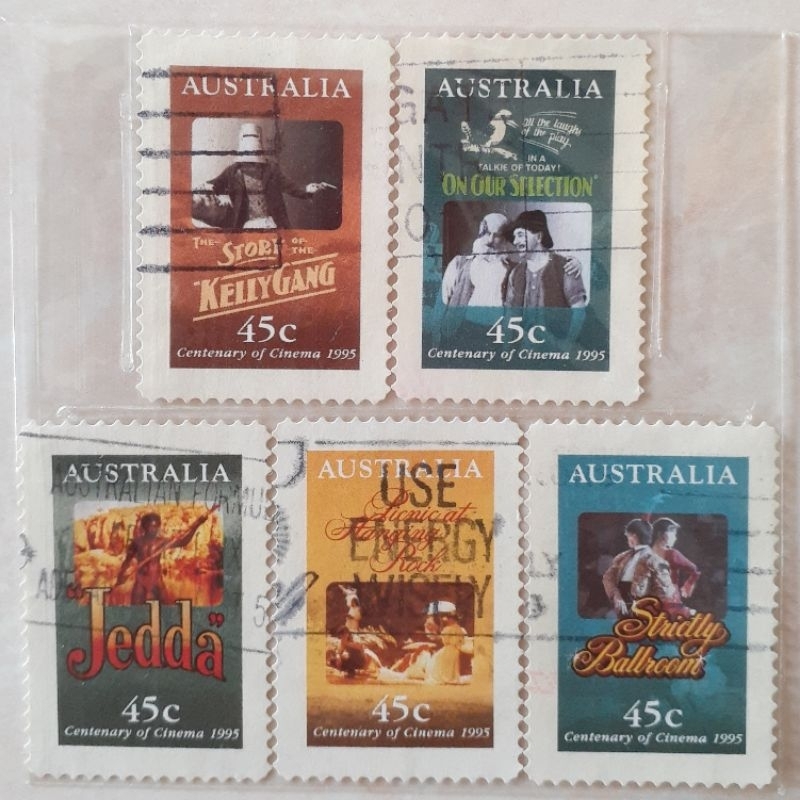 AUSTRALIA
THE STORY OF THE
KELLY GANG
45c
Centenary of Cinema 1995
AUSTRALIA
all the laughs
of the play.
IN A
TALKIE OF TODAY!
"ON OUR SELECTION"
45c
Centenary of Cinema 1995
AUSTRALIA
AUSTRALIAN FORMU
"Jedda"
45c
Centenary of Cinema 1995
AUSTRALIA
Picnic at
Hanging
Rock
USE
ENERGY
WISELY
45c
Centenary of Cinema 1995
AUSTRALIA
LY
Strictly
Ballroom
45c
Centenary of Cinema 1995